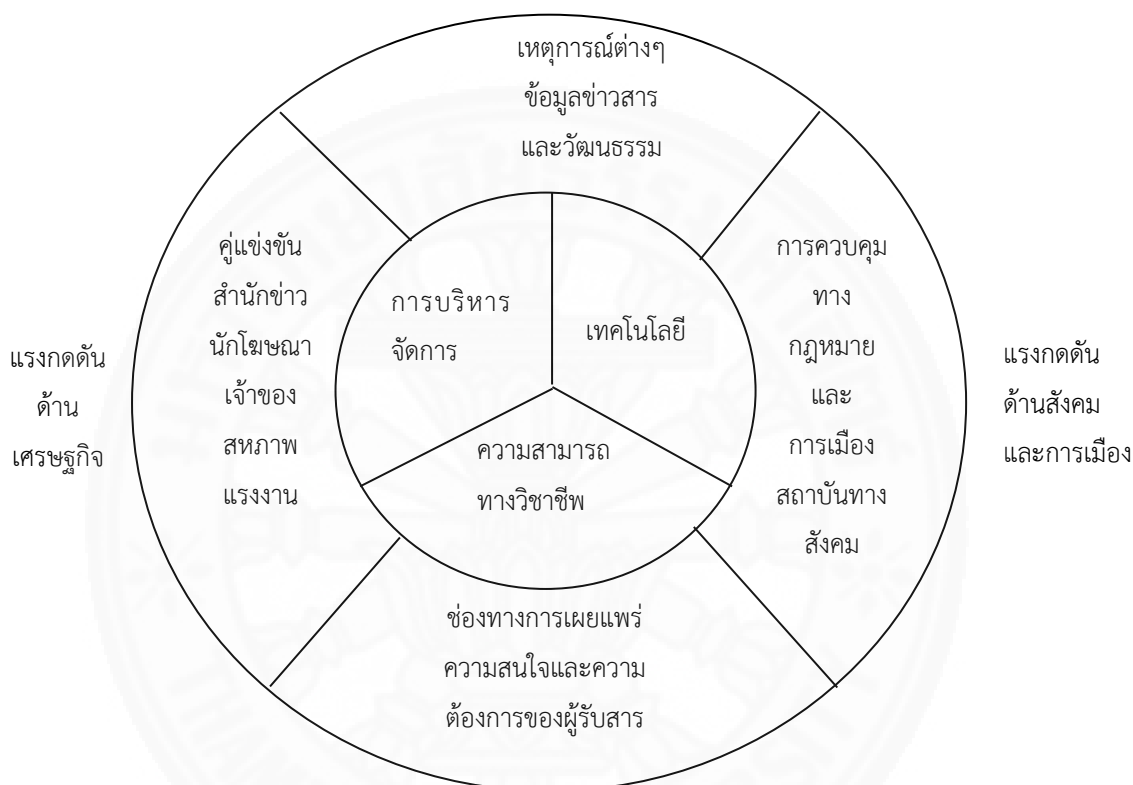 เหตุการณ์ต่างๆ
ข้อมูลข่าวสาร
และวัฒนธรรม
แรงกดดัน
ด้าน
เศรษฐกิจ
คู่แข่งขัน
สำนักข่าว
นักโฆษณา
เจ้าของ
สหภาพ
แรงงาน
การบริหาร
จัดการ
เทคโนโลยี
ความสามารถ
ทางวิชาชีพ
การควบคุม
ทาง
กฎหมาย
และ
การเมือง
สถาบันทาง
สังคม
แรงกดดัน
ด้านสังคม
และการเมือง
ช่องทางการเผยแพร่
ความสนใจและความ
ต้องการของผู้รับสาร